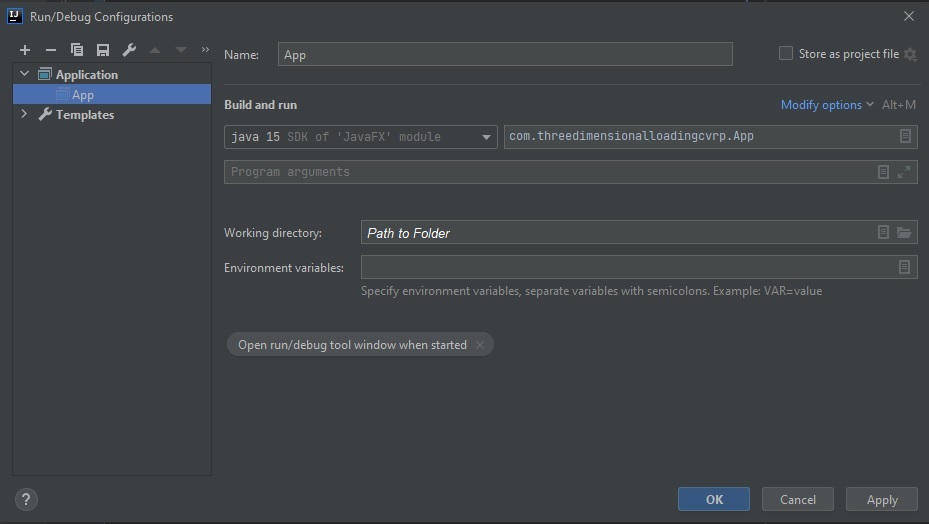 Run/Debug Configurations
Name: App Store as project file
Application
App
Templates
Build and run Modify options Alt+M
java 15 SDK of 'JavaFX' module com.threedimensionalloadingcvrp.App
Program arguments
Working directory: Path to Folder
Environment variables:
Specify environment variables, separate variables with semicolons. Example: VAR=value
Open run/debug tool window when started
? OK Cancel Apply